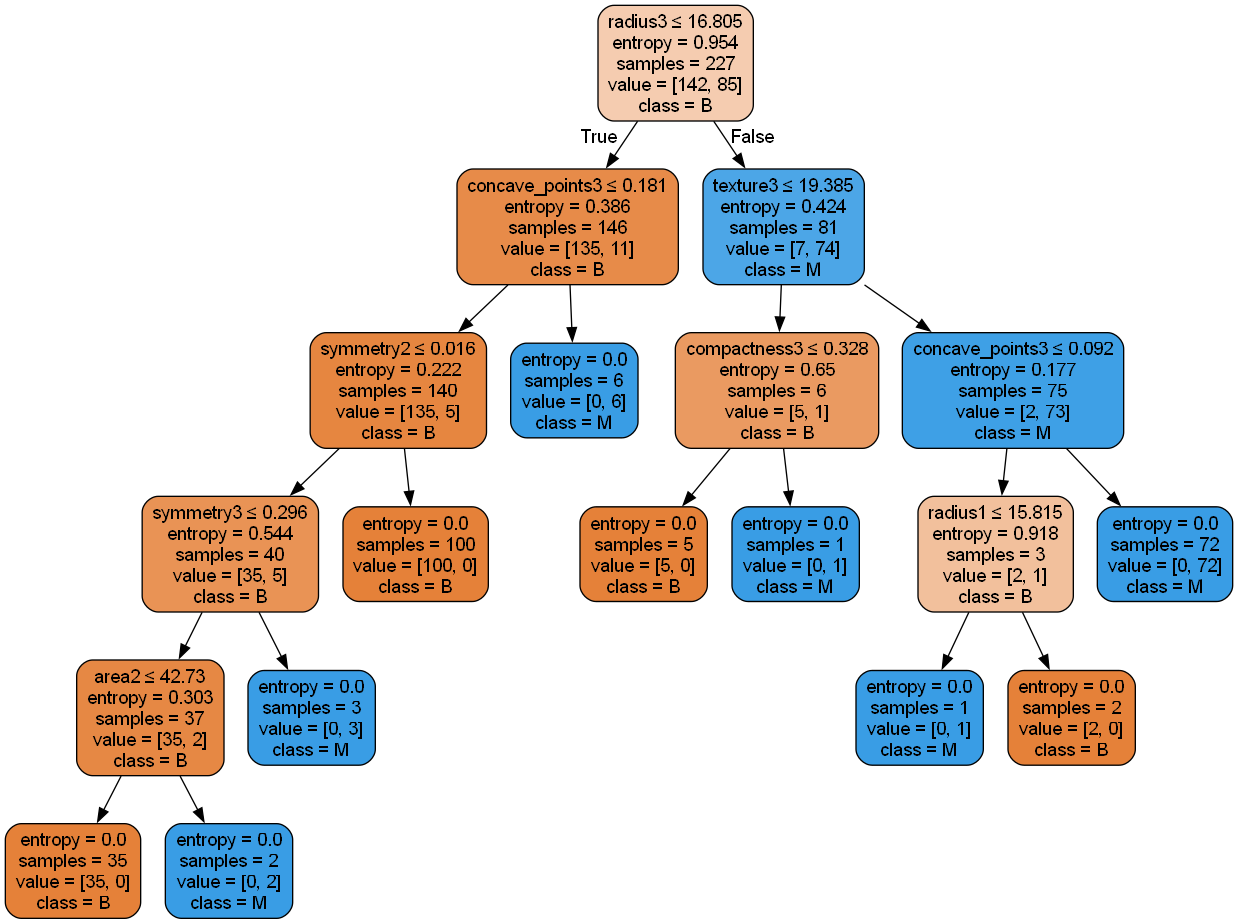 radius3 ≤ 16.805
entropy = 0.954
samples = 227
value = [142, 85]
class = B
True
False
concave_points3 ≤ 0.181
entropy = 0.386
samples = 146
value = [135, 11]
class = B
texture3 ≤ 19.385
entropy = 0.424
samples = 81
value = [7, 74]
class = M
symmetry2 ≤ 0.016
entropy = 0.222
samples = 140
value = [135, 5]
class = B
entropy = 0.0
samples = 6
value = [0, 6]
class = M
compactness3 ≤ 0.328
entropy = 0.65
samples = 6
value = [5, 1]
class = B
concave_points3 ≤ 0.092
entropy = 0.177
samples = 75
value = [2, 73]
class = M
symmetry3 ≤ 0.296
entropy = 0.544
samples = 40
value = [35, 5]
class = B
entropy = 0.0
samples = 100
value = [100, 0]
class = B
entropy = 0.0
samples = 5
value = [5, 0]
class = B
entropy = 0.0
samples = 1
value = [0, 1]
class = M
radius1 ≤ 15.815
entropy = 0.918
samples = 3
value = [2, 1]
class = B
entropy = 0.0
samples = 72
value = [0, 72]
class = M
area2 ≤ 42.73
entropy = 0.303
samples = 37
value = [35, 2]
class = B
entropy = 0.0
samples = 3
value = [0, 3]
class = M
entropy = 0.0
samples = 1
value = [0, 1]
class = M
entropy = 0.0
samples = 2
value = [2, 0]
class = B
entropy = 0.0
samples = 35
value = [35, 0]
class = B
entropy = 0.0
samples = 2
value = [0, 2]
class = M